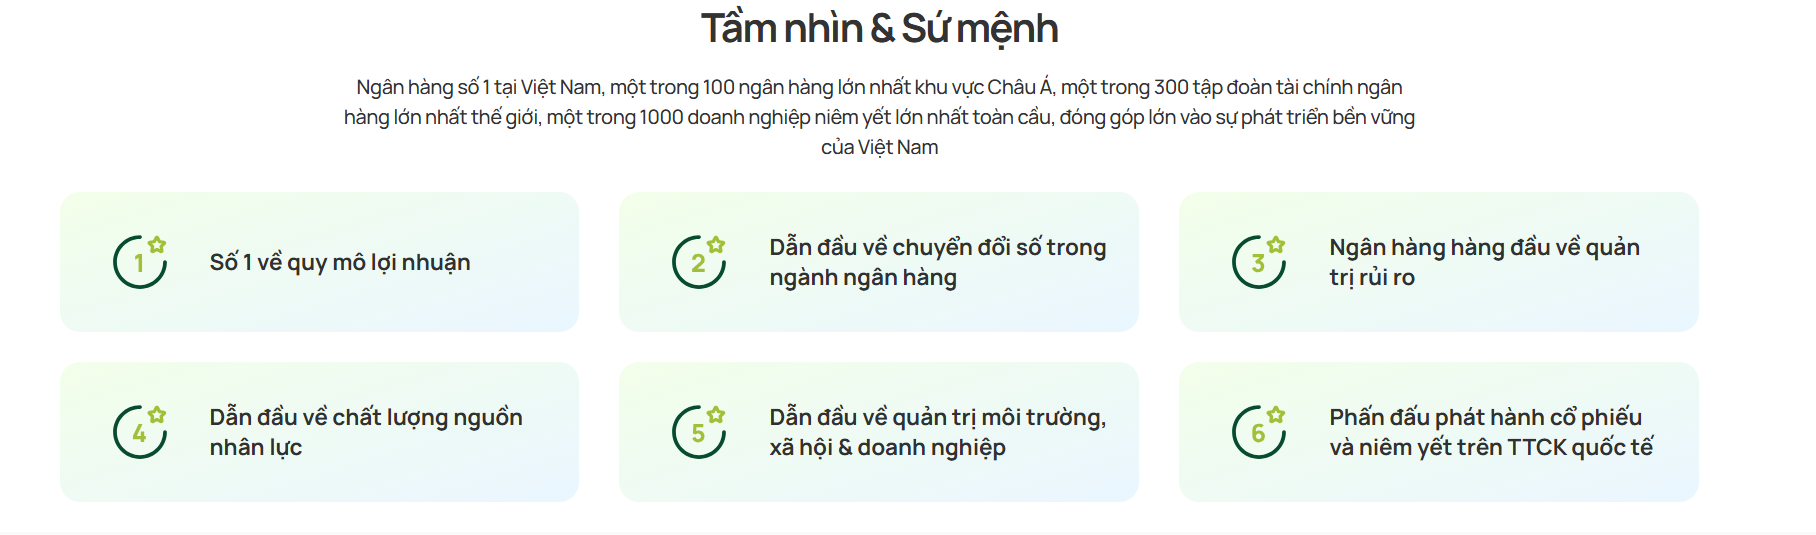 Tầm nhìn & Sứ mệnh
Ngân hàng số 1 tại Việt Nam, một trong 100 ngân hàng lớn nhất khu vực Châu Á, một trong 300 tập đoàn tài chính ngân
hàng lớn nhất thế giới, một trong 1000 doanh nghiệp niêm yết lớn nhất toàn cầu, đóng góp lớn vào sự phát triển bền vững
của Việt Nam
1
Số 1 về quy mô lợi nhuận
2
Dẫn đầu về chuyển đổi số trong
ngành ngân hàng
3
Ngân hàng hàng đầu về quản
trị rủi ro
4
Dẫn đầu về chất lượng nguồn
nhân lực
5
Dẫn đầu về quản trị môi trường,
xã hội & doanh nghiệp
6
Phấn đấu phát hành cổ phiếu
và niêm yết trên TTCK quốc tế